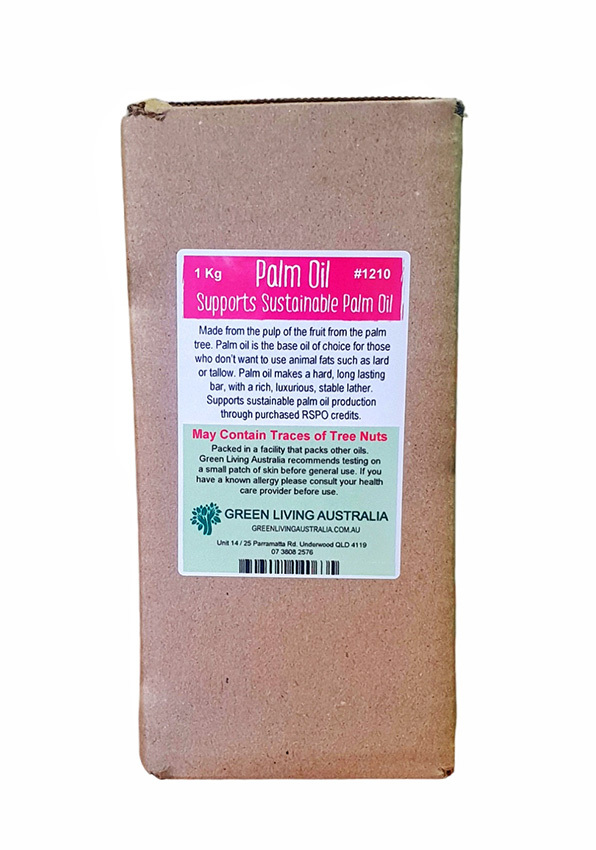 1 Kg Palm Oil #1210
Supports Sustainable Palm Oil
Made from the pulp of the fruit from the palm
tree. Palm oil is the base oil of choice for those
who don't want to use animal fats such as lard
or tallow. Palm oil makes a hard, long lasting
bar, with a rich, luxurious, stable lather.
Supports sustainable palm oil production
through purchased RSPO credits.
May Contain Traces of Tree Nuts
Packed in a facility that packs other oils.
Green Living Australia recommends testing on
a small patch of skin before general use. If you
have a known allergy please consult your health
care provider before use.
GREEN LIVING AUSTRALIA
GREENLIVINGAUSTRALIA.COM.AU
Unit 14 / 25 Parramatta Rd. Underwood QLD 4119
07 3808 2576